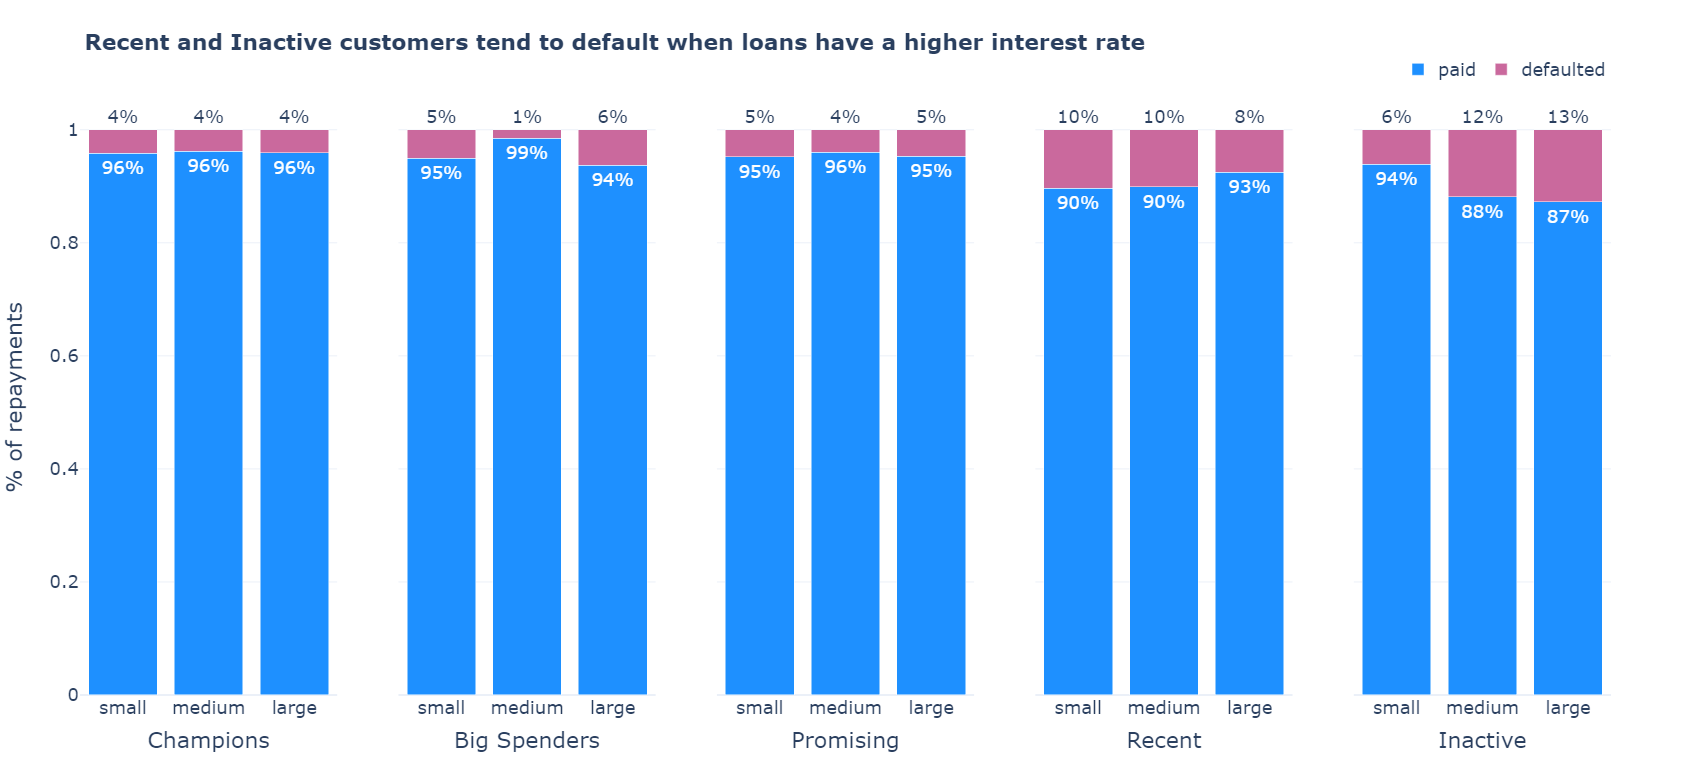 Recent and Inactive customers tend to default when loans have a higher interest rate
paid defaulted
4% 4% 4% 5% 1% 6% 5% 4% 5% 10% 10% 8% 6% 12% 13%
96% 96% 96% 95% 99% 94% 95% 96% 95% 90% 90% 93% 94% 88% 87%
1
0.8
0.6
0.4
0.2
0
% of repayments
small medium large small medium large small medium large small medium large small medium large
Champions Big Spenders Promising Recent Inactive